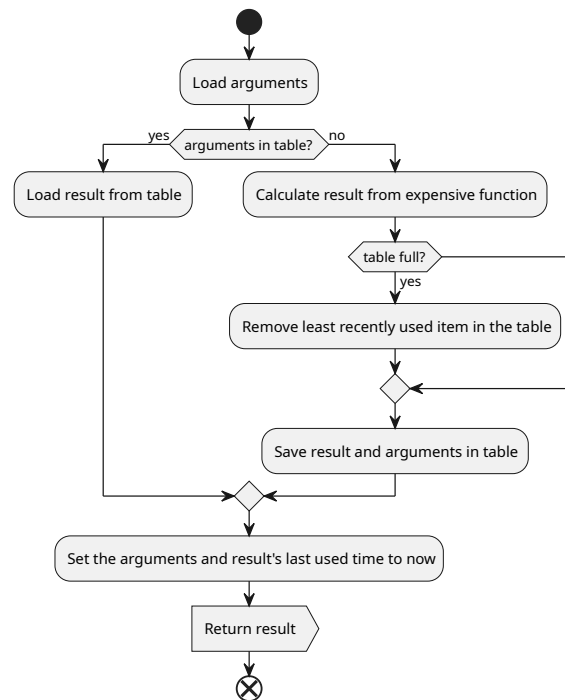 Load arguments
yes
arguments in table?
no
Load result from table
Calculate result from expensive function
table full?
yes
Remove least recently used item in the table
Save result and arguments in table
Set the arguments and result's last used time to now
Return result